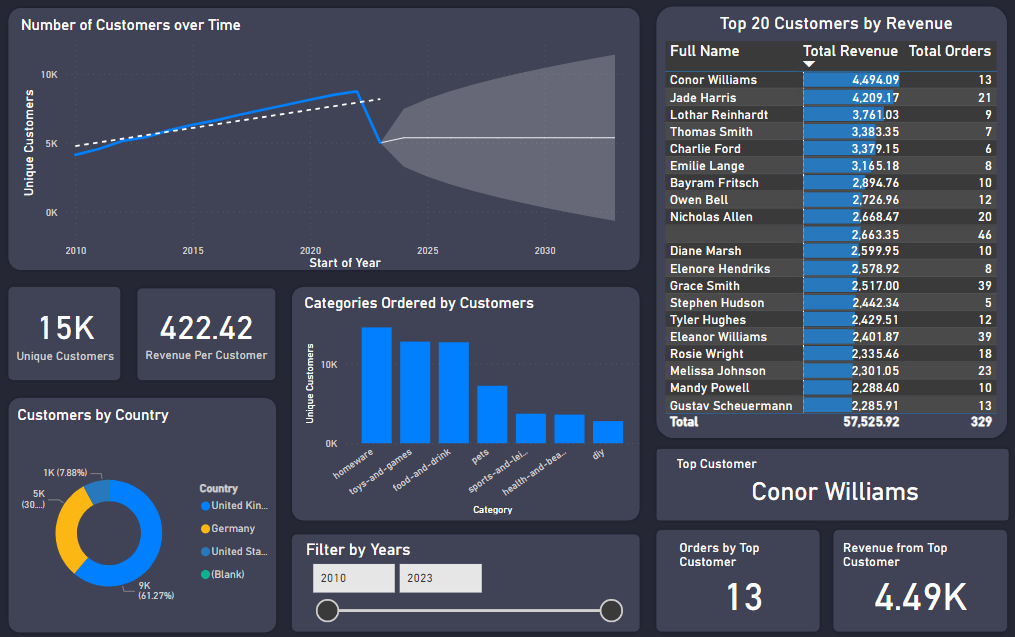 Number of Customers over Time
Unique Customers
10K
5K
0K
2010 2015 2020 2025 2030
Start of Year
15K
Unique Customers
422.42
Revenue Per Customer
Customers by Country
1K (7.88%)
5K
(30...)
9K
(61.27%)
Country
United Kin...
Germany
United Sta...
(Blank)
Categories Ordered by Customers
Unique Customers
10K
0K
homeware
toys-and-games
food-and-drink
pets
sports-and-lei...
health-and-bea...
diy
Category
Filter by Years
2010 2023
Top 20 Customers by Revenue
Full Name Total Revenue Total Orders
Conor Williams 4,494.09 13
Jade Harris 4,209.17 21
Lothar Reinhardt 3,761.03 9
Thomas Smith 3,383.35 7
Charlie Ford 3,379.15 6
Emilie Lange 3,165.18 8
Bayram Fritsch 2,894.76 10
Owen Bell 2,726.96 12
Nicholas Allen 2,668.47 20
2,663.35 46
Diane Marsh 2,599.95 10
Elenore Hendriks 2,578.92 8
Grace Smith 2,517.00 39
Stephen Hudson 2,442.34 5
Tyler Hughes 2,429.51 12
Eleanor Williams 2,401.87 39
Rosie Wright 2,335.46 18
Melissa Johnson 2,301.05 23
Mandy Powell 2,288.40 10
Gustav Scheuermann 2,285.91 13
Total 57,525.92 329
Top Customer
Conor Williams
Orders by Top
Customer
13
Revenue from Top
Customer
4.49K